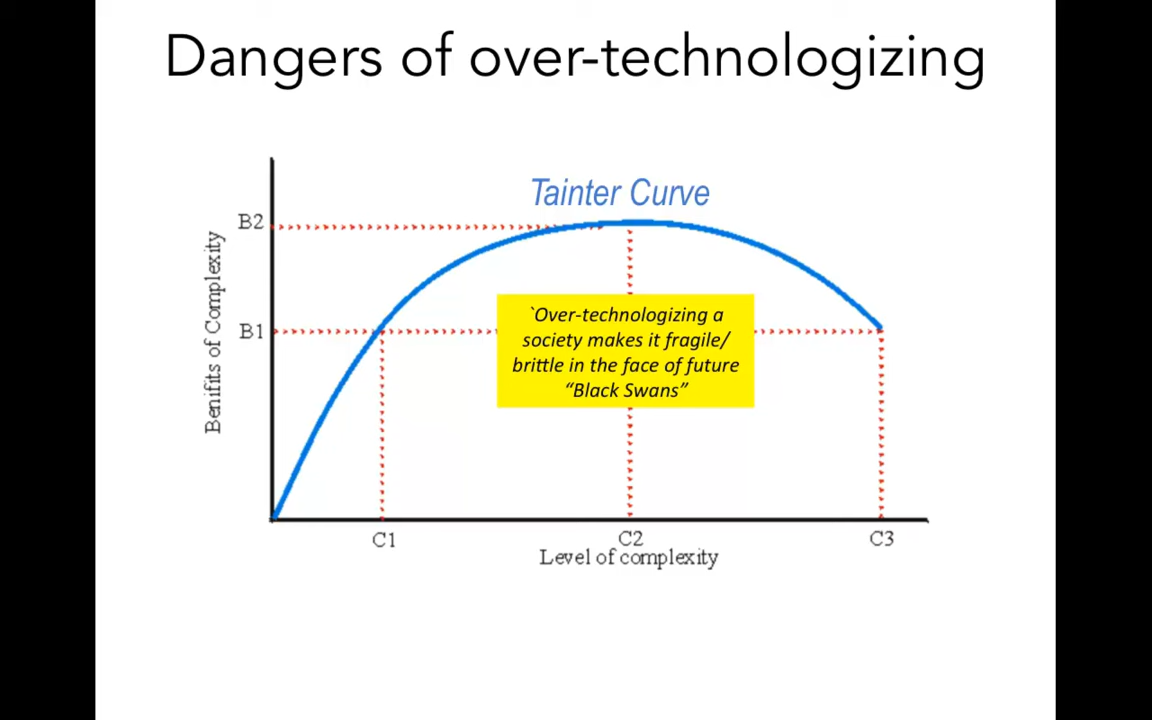 Dangers of over-technologizing
Tainter Curve
B2
Benifits of Complexity
B1
`Over-technologizing a
society makes it fragile/
brittle in the face of future
“Black Swans”
C1
C2
C3
Level of complexity